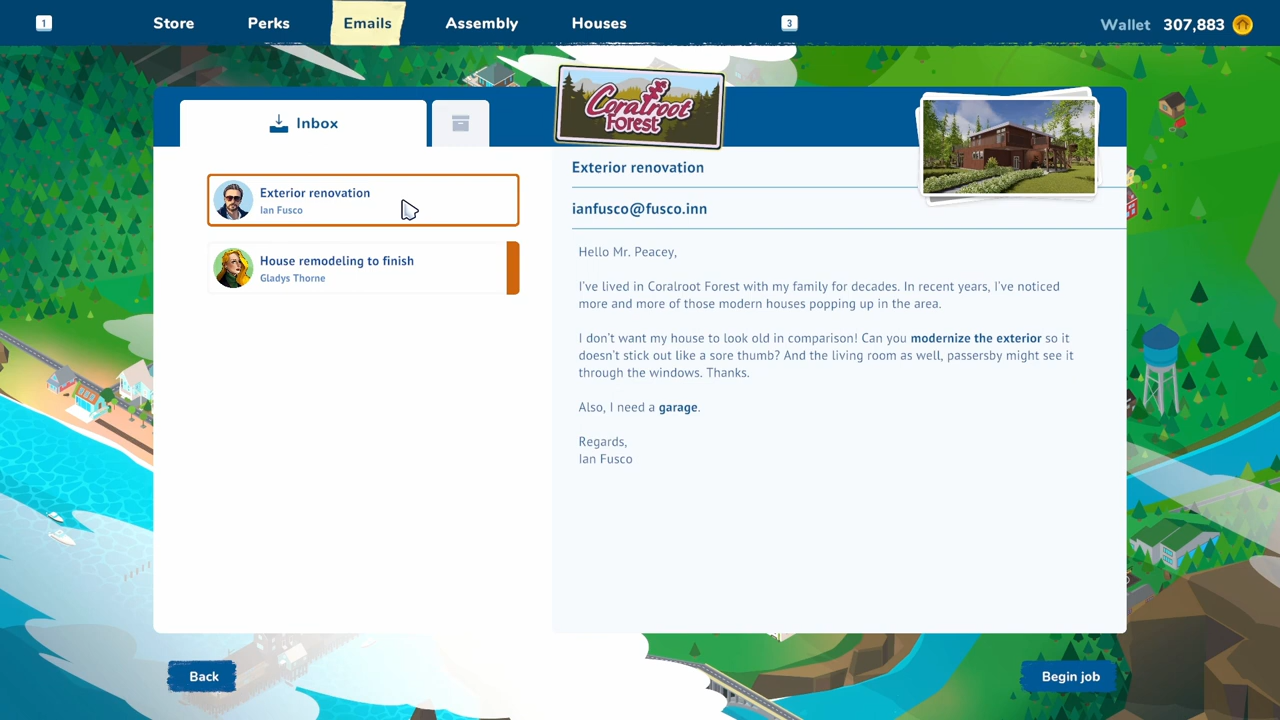 1
Store
Perks
Emails
Assembly
Houses
3
Wallet 307,883
Inbox
Coralroot
Forest
Exterior renovation
Ian Fusco
House remodeling to finish
Gladys Thorne
Exterior renovation
ianfusco@fusco.inn
Hello Mr. Peacey,
I've lived in Coralroot Forest with my family for decades. In recent years, I've noticed
more and more of those modern houses popping up in the area.
I don't want my house to look old in comparison! Can you modernize the exterior so it
doesn't stick out like a sore thumb? And the living room as well, passersby might see it
through the windows. Thanks.
Also, I need a garage.
Regards,
Ian Fusco
Back
Begin job